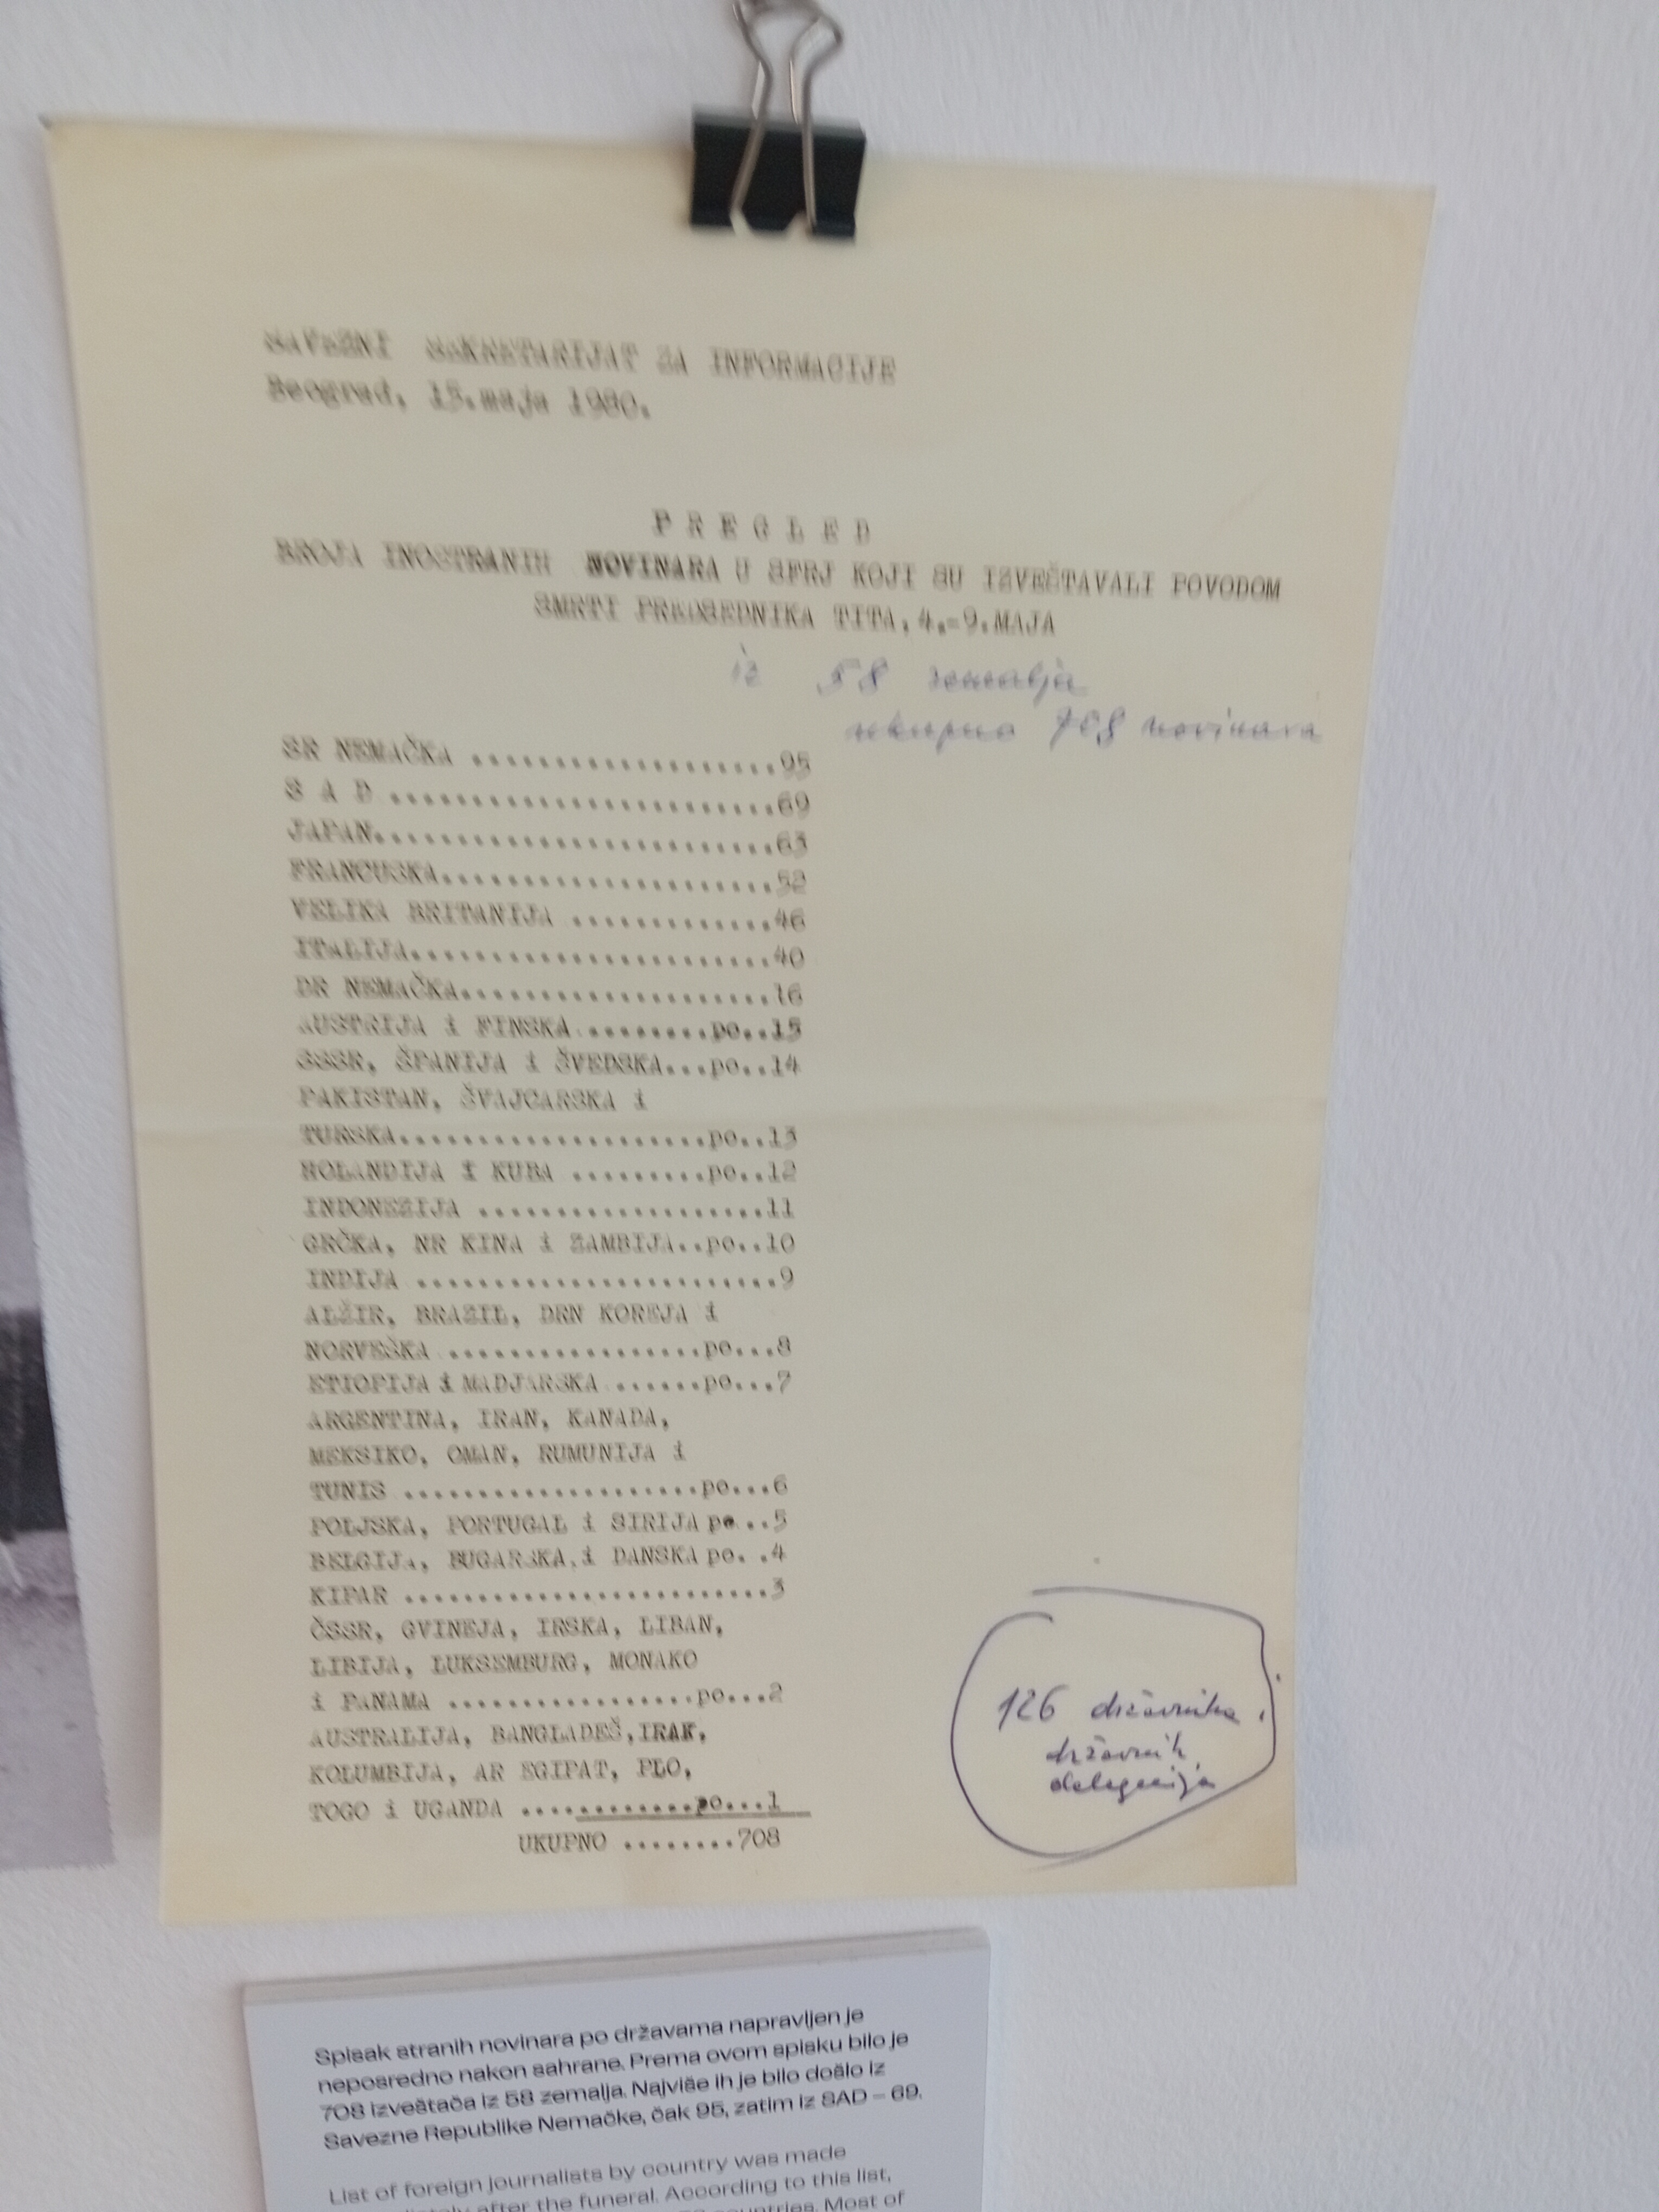 SAVEZNI SEKRETARIJAT ZA INFORMACIJE
Beograd, 15.maja 1980.
P R E G L E D
BROJA INOSTRANIH NOVINARA U SFRJ KOJI SU IZVEŠTAVALI POVODOM
SMRTI PREDSEDNIKA TITA, 4.-9.MAJA
iz 58 zemalja
ukupno 708 novinara
SR NEMAČKA ....................95
S A D .........................69
JAPAN..........................63
FRANCUSKA......................52
VELIKA BRITANIJA ..............46
ITALIJA........................40
DR NEMAČKA.....................16
AUSTRIJA i FINSKA ........po..15
SSSR, ŠPANIJA i ŠVEDSKA...po..14
PAKISTAN, ŠVAJCARSKA i
TURSKA....................po..13
HOLANDIJA i KUBA .........po..12
INDONEZIJA ...................11
GRČKA, NR KINA i ZAMBIJA..po..10
INDIJA ........................9
ALŽIR, BRAZIL, DRN KOREJA i
NORVEŠKA .................po...8
ETIOPIJA i MADJARSKA ......po...7
ARGENTINA, IRAN, KANADA,
MEKSIKO, OMAN, RUMUNIJA i
TUNIS ....................po...6
POLJSKA, PORTUGAL i SIRIJA po...5
BELGIJA, BUGARSKA,i DANSKA po. .4
KIPAR ........................3
ČSSR, GVINEJA, IRSKA, LIBAN,
LIBIJA, LUKSEMBURG, MONAKO
i PANAMA .................po...2
AUSTRALIJA, BANGLADEŠ,IRAK,
KOLUMBIJA, AR EGIPAT, PLO,
TOGO i UGANDA ............po...1
UKUPNO ........708
126 državnika i
državnih
delegacija
Spisak stranih novinara po državama napravljen je
neposredno nakon sahrane. Prema ovom spisku bilo je
708 izveštača iz 58 zemalja. Najviše ih je bilo došlo iz
Savezne Republike Nemačke, čak 95, zatim iz SAD – 69.
List of foreign journalists by country was made
after the funeral. According to this list,
countries. Most of